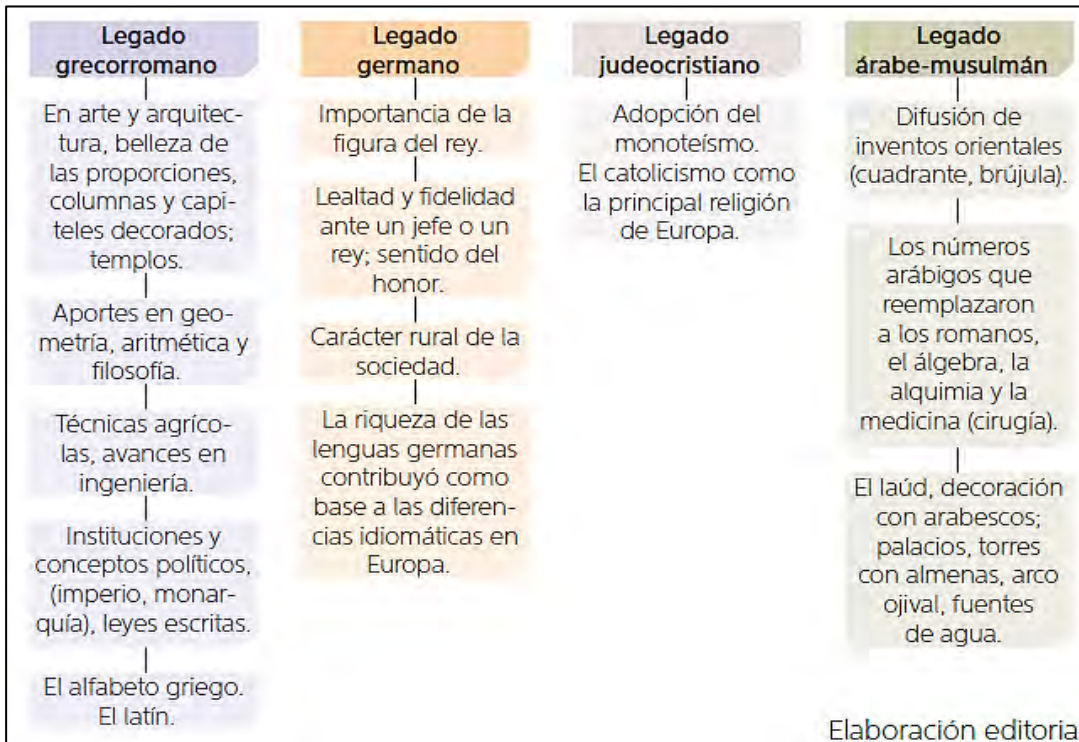 Legado
grecorromano
En arte y arquitec-
tura, belleza de
las proporciones,
columnas y capi-
teles decorados;
templos.
Aportes en geo-
metría, aritmética y
filosofía.
Técnicas agríco-
las, avances en
ingeniería.
Instituciones y
conceptos políticos,
(imperio, monar-
quía), leyes escritas.
El alfabeto griego.
El latín.
Legado
germano
Importancia de la
figura del rey.
Lealtad y fidelidad
ante un jefe o un
rey; sentido del
honor.
Carácter rural de la
sociedad.
La riqueza de las
lenguas germanas
contribuyó como
base a las diferen-
cias idiomáticas en
Europa.
Legado
judeocristiano
Adopción del
monoteísmo.
El catolicismo como
la principal religión
de Europa.
Legado
árabe-musulmán
Difusión de
inventos orientales
(cuadrante, brújula).
Los números
arábigos que
reemplazaron
a los romanos,
el álgebra, la
alquimia y la
medicina (cirugía).
El laúd, decoración
con arabescos;
palacios, torres
con almenas, arco
ojival, fuentes
de agua.
Elaboración editoria